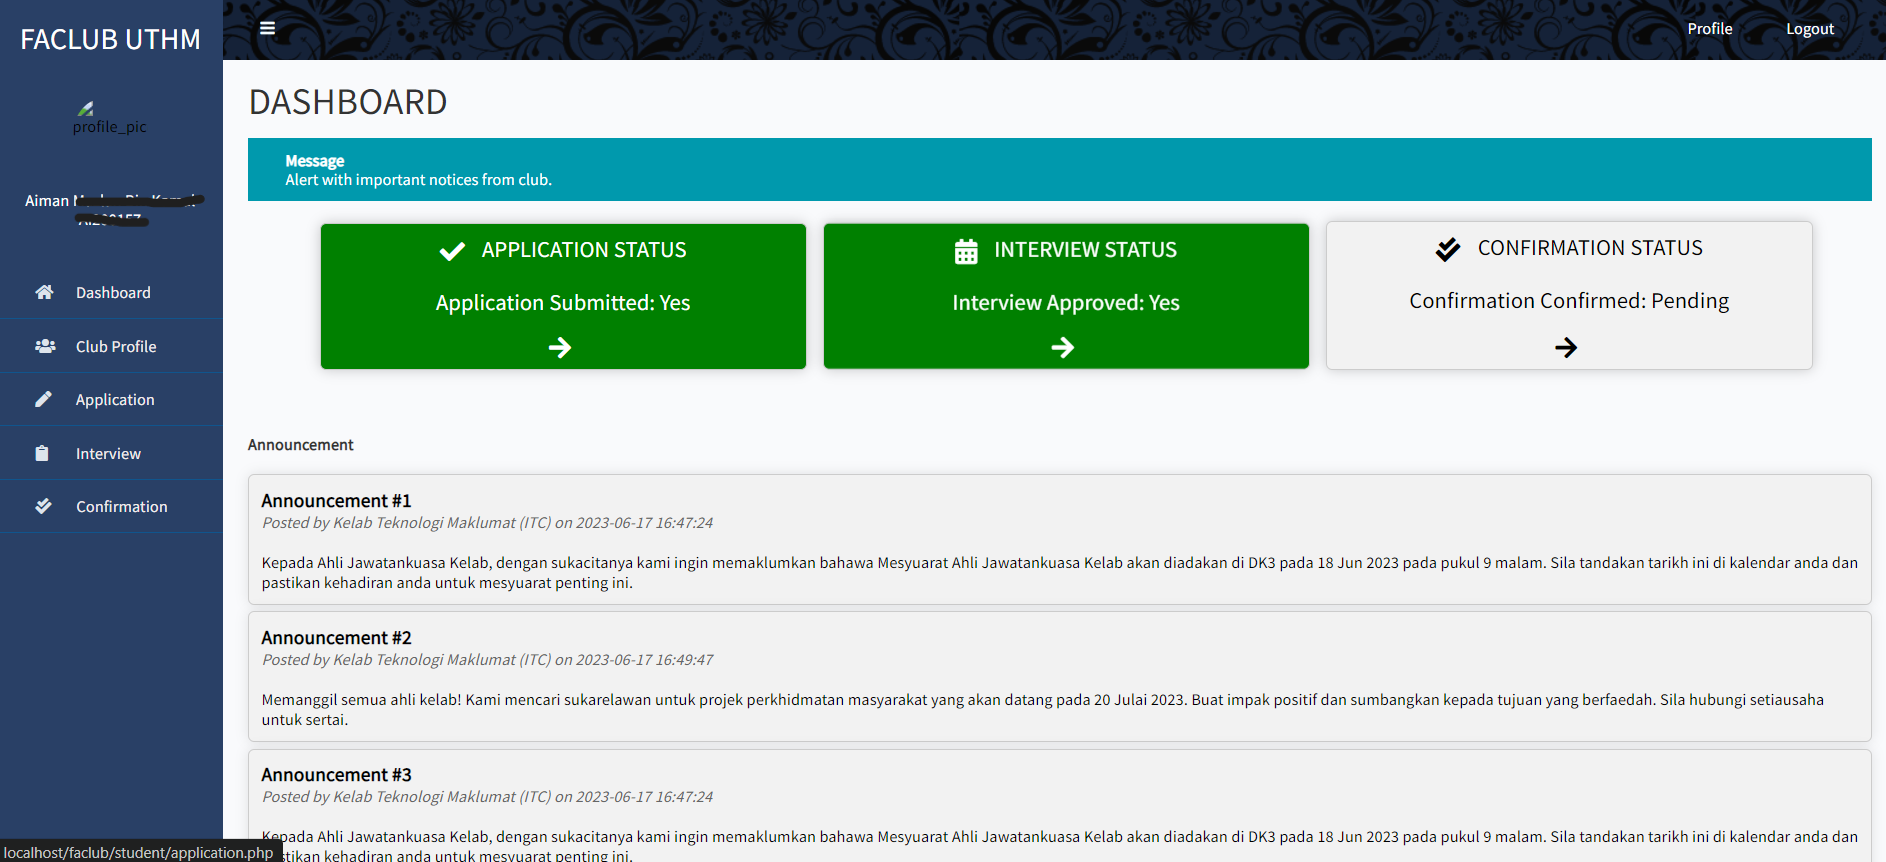 FACLUB UTHM
Profile
Logout
profile_pic
Aiman
Dashboard
Club Profile
Application
Interview
Confirmation
DASHBOARD
Message
Alert with important notices from club.
APPLICATION STATUS
Application Submitted: Yes
INTERVIEW STATUS
Interview Approved: Yes
CONFIRMATION STATUS
Confirmation Confirmed: Pending
Announcement
Announcement #1
Posted by Kelab Teknologi Maklumat (ITC) on 2023-06-17 16:47:24
Kepada Ahli Jawatankuasa Kelab, dengan sukacitanya kami ingin memaklumkan bahawa Mesyuarat Ahli Jawatankuasa Kelab akan diadakan di DK3 pada 18 Jun 2023 pada pukul 9 malam. Sila tandakan tarikh ini di kalendar anda dan
pastikan kehadiran anda untuk mesyuarat penting ini.
Announcement #2
Posted by Kelab Teknologi Maklumat (ITC) on 2023-06-17 16:49:47
Memanggil semua ahli kelab! Kami mencari sukarelawan untuk projek perkhidmatan masyarakat yang akan datang pada 20 Julai 2023. Buat impak positif dan sumbangkan kepada tujuan yang berfaedah. Sila hubungi setiausaha
untuk sertai.
Announcement #3
Posted by Kelab Teknologi Maklumat (ITC) on 2023-06-17 16:47:24
Kepada Ahli Jawatankuasa Kelab, dengan sukacitanya kami ingin memaklumkan bahawa Mesyuarat Ahli Jawatankuasa Kelab akan diadakan di DK3 pada 18 Jun 2023 pada pukul 9 malam. Sila tandakan tarikh ini di kalendar anda dan
stikan kehadiran anda untuk mesyuarat penting ini.
localhost/faclub/student/application.php